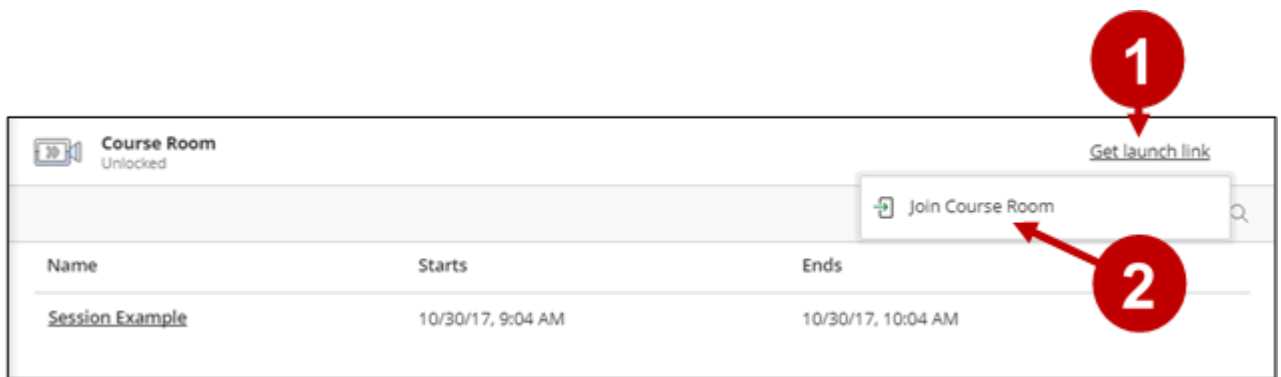 1
Course Room
Unlocked
Get launch link
Join Course Room
2
Name Starts Ends
Session Example 10/30/17, 9:04 AM 10/30/17, 10:04 AM